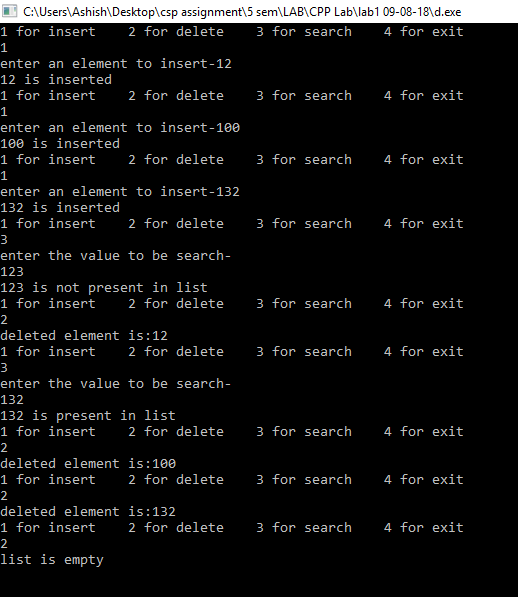 C:\Users\Ashish\Desktop\csp assignment\5 sem\LAB\CPP Lab\lab1 09-08-18\d.exe
1 for insert    2 for delete    3 for search    4 for exit
1
enter an element to insert-12
12 is inserted
1 for insert    2 for delete    3 for search    4 for exit
1
enter an element to insert-100
100 is inserted
1 for insert    2 for delete    3 for search    4 for exit
1
enter an element to insert-132
132 is inserted
1 for insert    2 for delete    3 for search    4 for exit
3
enter the value to be search-
123
123 is not present in list
1 for insert    2 for delete    3 for search    4 for exit
2
deleted element is:12
1 for insert    2 for delete    3 for search    4 for exit
3
enter the value to be search-
132
132 is present in list
1 for insert    2 for delete    3 for search    4 for exit
2
deleted element is:100
1 for insert    2 for delete    3 for search    4 for exit
2
deleted element is:132
1 for insert    2 for delete    3 for search    4 for exit
2
list is empty